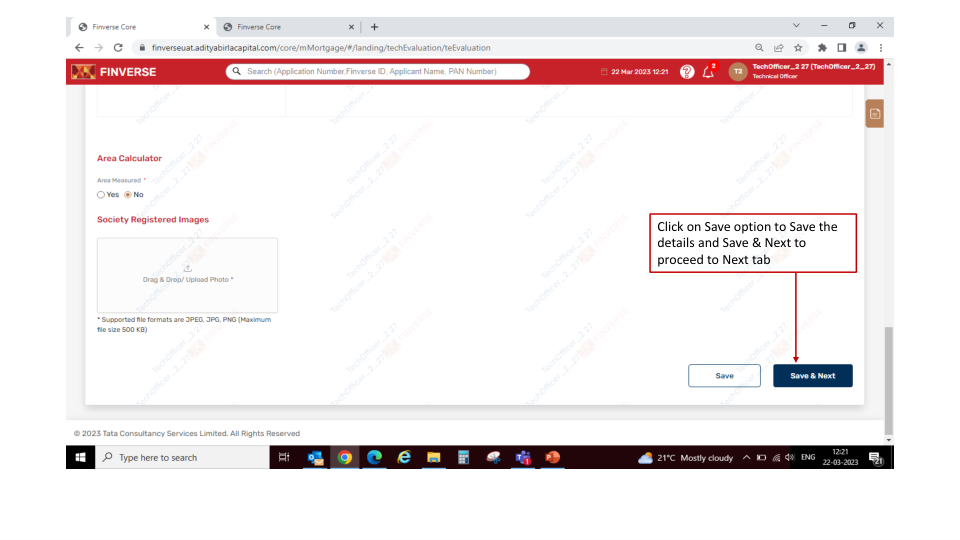 Finverse Core
Finverse Core
finverseuat.adityabirlacapital.com/core/mMortgage/#/landing/techEvaluation/teEvaluation
FINVERSE
Search (Application Number,Finverse ID, Applicant Name, PAN Number)
22 Mar 2023 12:21
2
T2
TechOfficer_2 27 (TechOfficer_2_27)
Technical Officer
Area Calculator
Area Measured *
Yes
No
Society Registered Images
Click on Save option to Save the
details and Save & Next to
proceed to Next tab
Drag & Drop/ Upload Photo *
* Supported file formats are JPEG, JPG, PNG (Maximum
file size 500 KB)
Save
Save & Next
© 2023 Tata Consultancy Services Limited. All Rights Reserved
Type here to search
21°C Mostly cloudy
ENG
12:21
22-03-2023
21